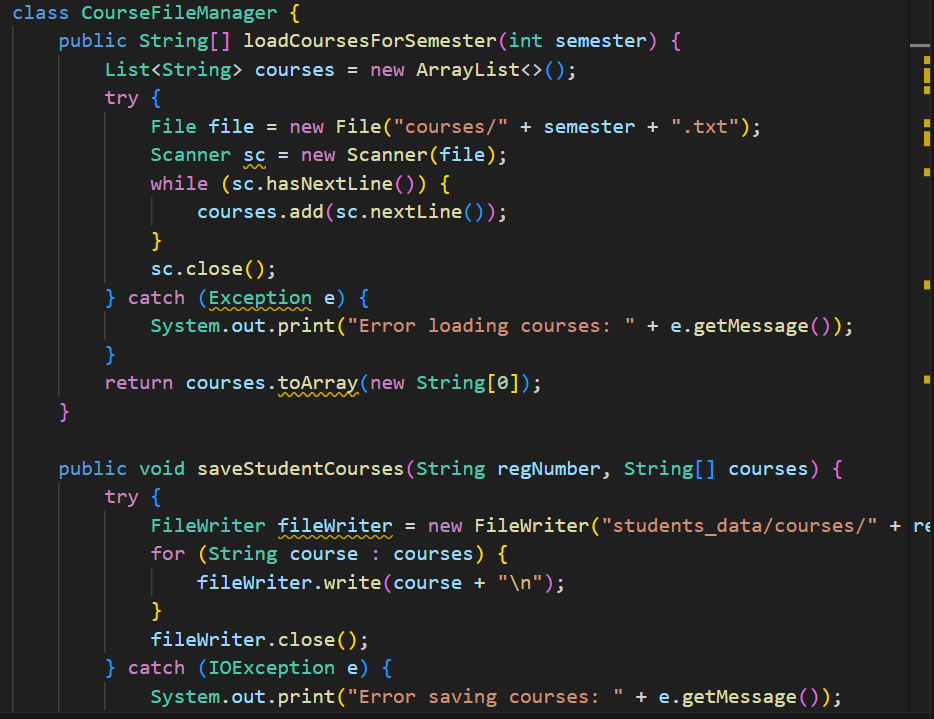 class CourseFileManager {
    public String[] loadCoursesForSemester(int semester) {
        List<String> courses = new ArrayList<>();
        try {
            File file = new File("courses/" + semester + ".txt");
            Scanner sc = new Scanner(file);
            while (sc.hasNextLine()) {
                courses.add(sc.nextLine());
            }
            sc.close();
        } catch (Exception e) {
            System.out.print("Error loading courses: " + e.getMessage());
        }
        return courses.toArray(new String[0]);
    }

    public void saveStudentCourses(String regNumber, String[] courses) {
        try {
            FileWriter fileWriter = new FileWriter("students_data/courses/" + re
            for (String course : courses) {
                fileWriter.write(course + "\n");
            }
            fileWriter.close();
        } catch (IOException e) {
            System.out.print("Error saving courses: " + e.getMessage());